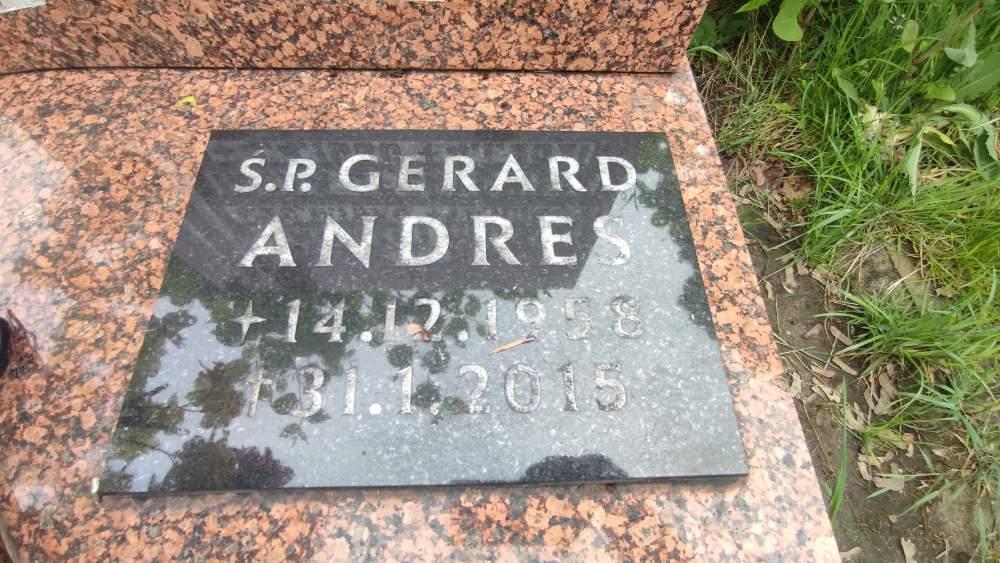 Ś.P. GERARD
ANDRES
+ 14.12.1958
† 31.1.2015